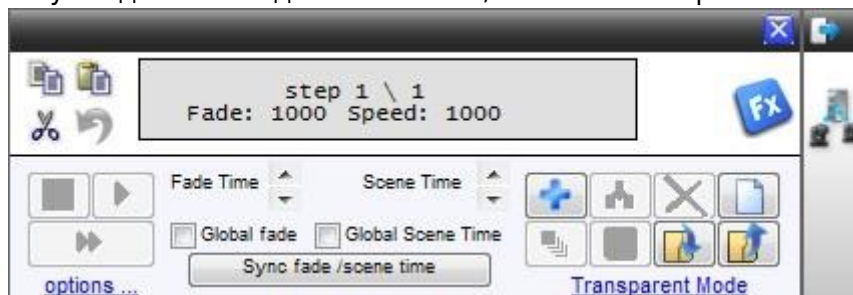 step 1 \ 1
Fade: 1000 Speed: 1000
FX
Fade Time
Scene Time
Global fade
Global Scene Time
Sync fade /scene time
options ...
Transparent Mode